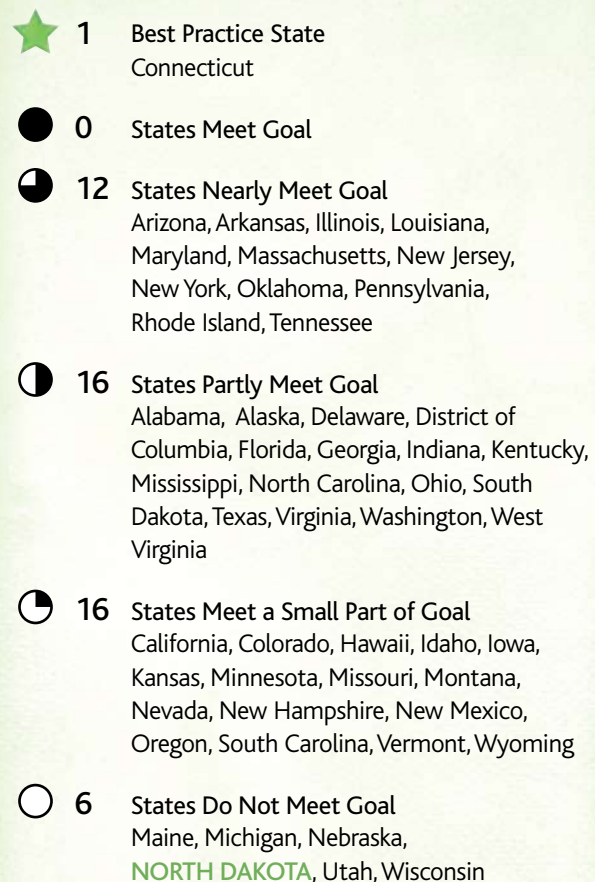 1 Best Practice State
Connecticut
0 States Meet Goal
12 States Nearly Meet Goal
Arizona, Arkansas, Illinois, Louisiana,
Maryland, Massachusetts, New Jersey,
New York, Oklahoma, Pennsylvania,
Rhode Island, Tennessee
16 States Partly Meet Goal
Alabama, Alaska, Delaware, District of
Columbia, Florida, Georgia, Indiana, Kentucky,
Mississippi, North Carolina, Ohio, South
Dakota, Texas, Virginia, Washington, West
Virginia
16 States Meet a Small Part of Goal
California, Colorado, Hawaii, Idaho, Iowa,
Kansas, Minnesota, Missouri, Montana,
Nevada, New Hampshire, New Mexico,
Oregon, South Carolina, Vermont, Wyoming
6 States Do Not Meet Goal
Maine, Michigan, Nebraska,
NORTH DAKOTA, Utah, Wisconsin